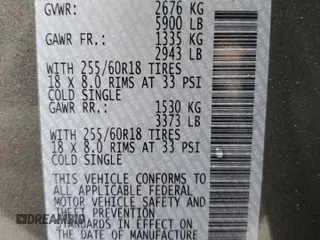 GVWR: 2676 KG
5900 LB
GAWR FR.: 1335 KG
2943 LB
WITH 255/60R18 TIRES
18 X 8.0 RIMS AT 33 PSI
COLD SINGLE
GAWR RR.: 1530 KG
3373 LB
WITH 255/60R18 TIRES
18 X 8.0 RIMS AT 33 PSI
COLD SINGLE
THIS VEHICLE CONFORMS TO
ALL APPLICABLE FEDERAL
MOTOR VEHICLE SAFETY AND
THEFT PREVENTION
STANDARDS IN EFFECT ON
THE DATE OF MANUFACTURE
DREAMBID